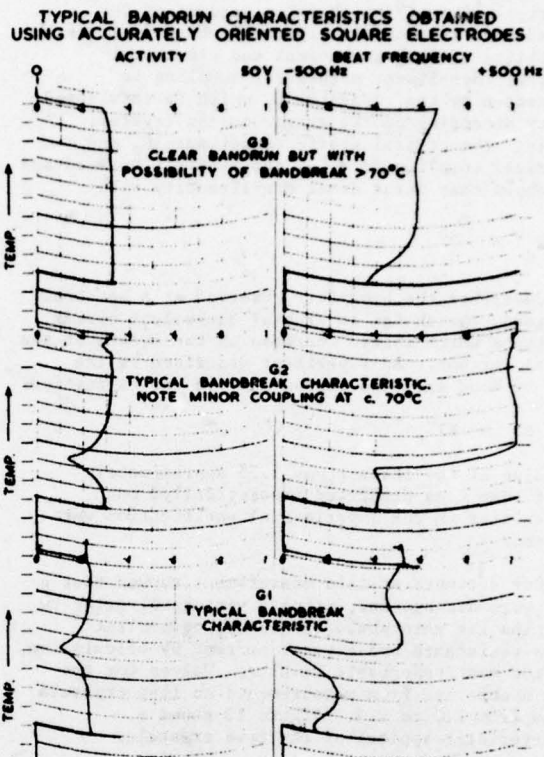 TYPICAL BANDRUN CHARACTERISTICS OBTAINED
USING ACCURATELY ORIENTED SQUARE ELECTRODES
ACTIVITY BEAT FREQUENCY
0 50V -500 Hz +500 Hz
G3
CLEAR BANDRUN BUT WITH
POSSIBILITY OF BANDBREAK >70°C
TEMP.
G2
TYPICAL BANDBREAK CHARACTERISTIC.
NOTE MINOR COUPLING AT c. 70°C
TEMP.
G1
TYPICAL BANDBREAK
CHARACTERISTIC
TEMP.